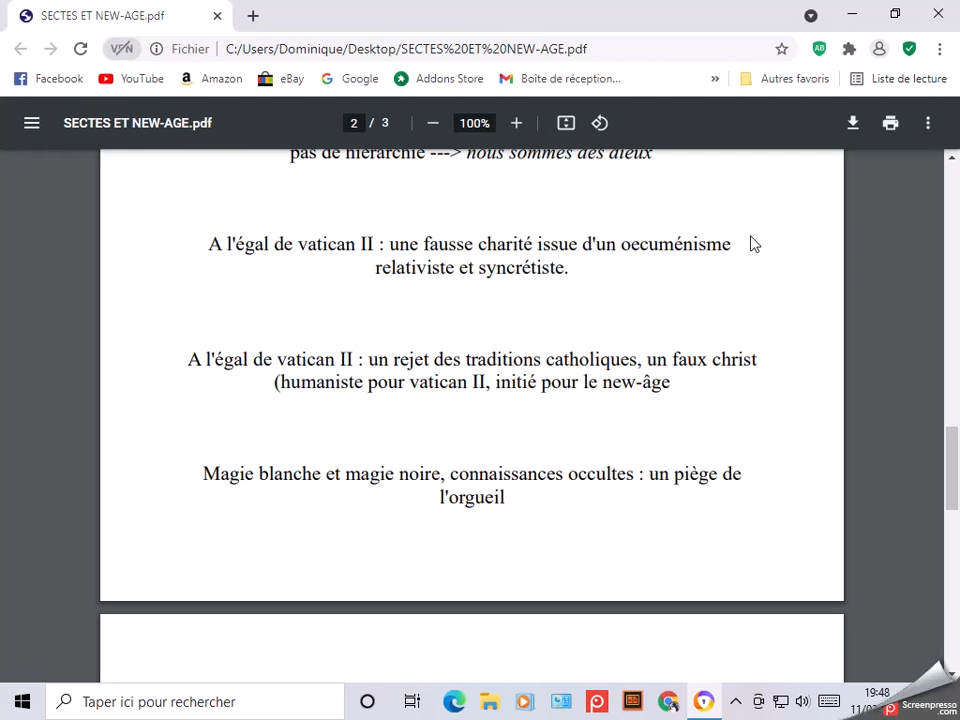 SECTES ET NEW-AGE.pdf
VPN
Fichier
C:/Users/Dominique/Desktop/SECTES%20ET%20NEW-AGE.pdf
AB
Facebook
YouTube
Amazon
eBay
Google
Addons Store
Boîte de réception...
»
Autres favoris
Liste de lecture
SECTES ET NEW-AGE.pdf
2 / 3
100%
pas de hiérarchie ---> nous sommes des dieux
A l'égal de vatican II : une fausse charité issue d'un oecuménisme
relativiste et syncrétiste.
A l'égal de vatican II : un rejet des traditions catholiques, un faux christ
(humaniste pour vatican II, initié pour le new-âge
Magie blanche et magie noire, connaissances occultes : un piège de
l'orgueil
Taper ici pour rechercher
19:48
Screenpresso
.com